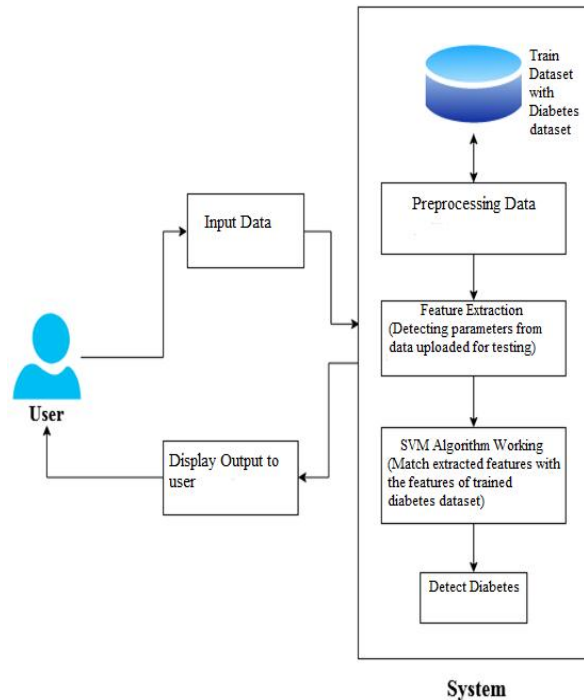 Train
Dataset
with
Diabetes
dataset
Preprocessing Data
Input Data
Feature Extraction
(Detecting parameters from
data uploaded for testing)
User
Display Output to
user
SVM Algorithm Working
(Match extracted features with
the features of trained
diabetes dataset)
Detect Diabetes
System